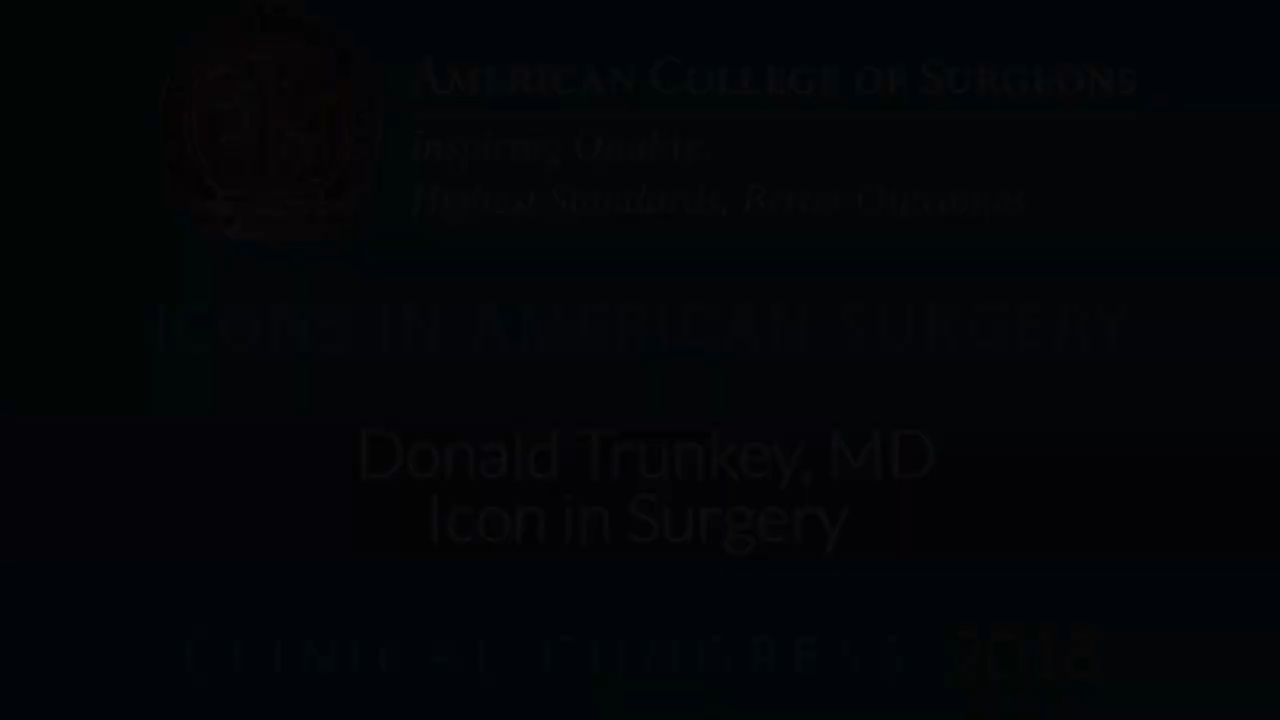 AMERICAN COLLEGE OF SURGEONS
Inspiring Quality:
Highest Standards, Better Outcomes
ICONS IN AMERICAN SURGERY
Donald Trunkey, MD
Icon in Surgery
CLINICAL CONGRESS